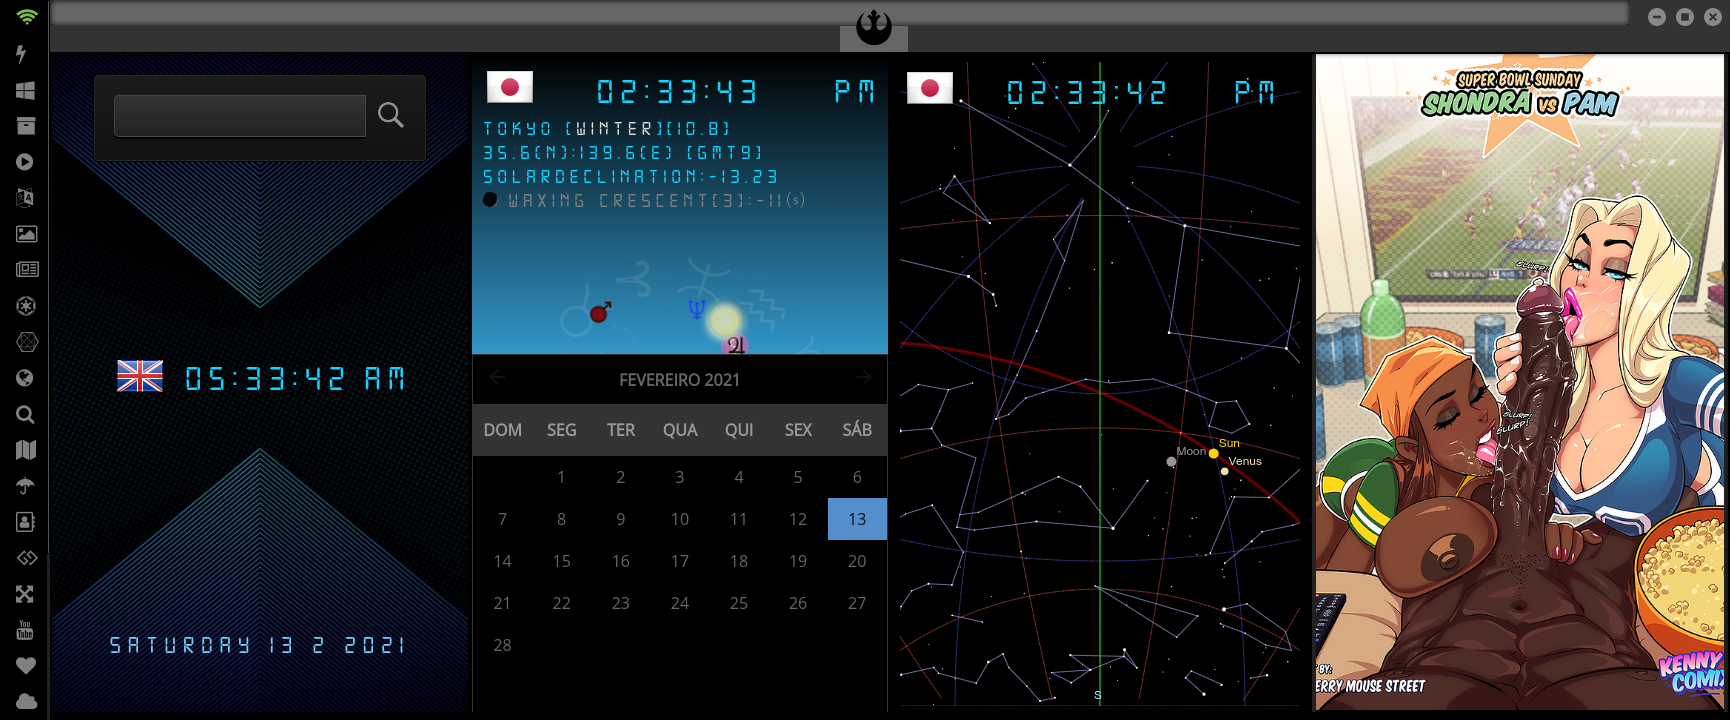 05:33:42 AM
SATURDAY 13 2 2021
02:33:43 PM
TOKYO [WINTER][10.8]
35.6(N):139.6(E) [GMT9]
SOLARDECLINATION:-13.23
WAXING CRESCENT[3]:-11(s)
FEVEREIRO 2021
DOM SEG TER QUA QUI SEX SÁB
1 2 3 4 5 6
7 8 9 10 11 12 13
14 15 16 17 18 19 20
21 22 23 24 25 26 27
28
02:33:42 PM
Sun
Moon
Venus
S
SUPER BOWL SUNDAY
SHONDRA VS PAM
SLURP!
SLURP!
SLURP!
BY:
ERRY MOUSE STREET
KENNY
COMIX
You
Tube